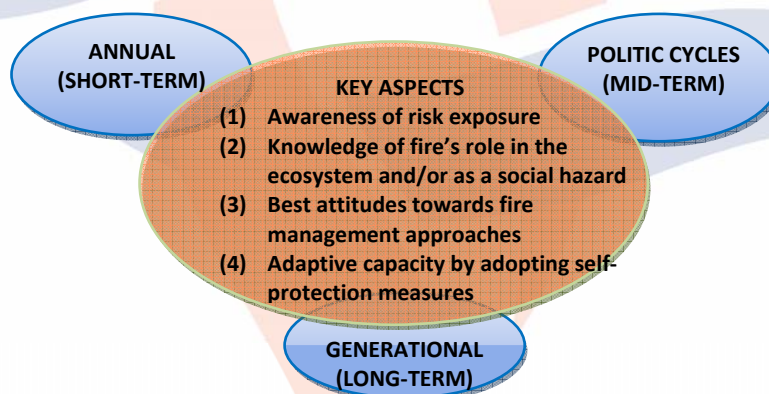 ANNUAL
(SHORT-TERM)
POLITIC CYCLES
(MID-TERM)
KEY ASPECTS
(1) Awareness of risk exposure
(2) Knowledge of fire's role in the
ecosystem and/or as a social hazard
(3) Best attitudes towards fire
management approaches
(4) Adaptive capacity by adopting self-
protection measures
GENERATIONAL
(LONG-TERM)